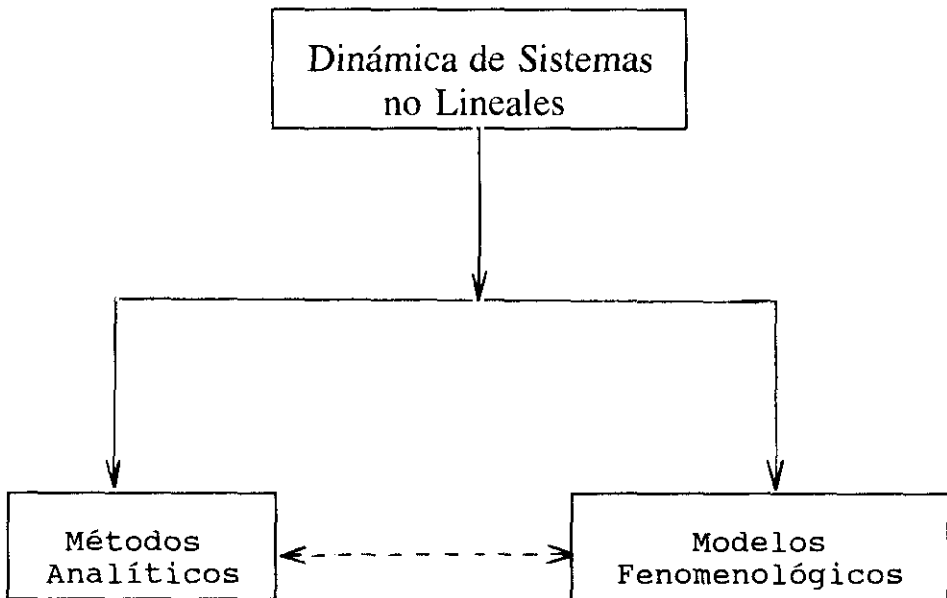 Dinámica de Sistemas
no Lineales
Métodos
Analíticos
Modelos
Fenomenológicos